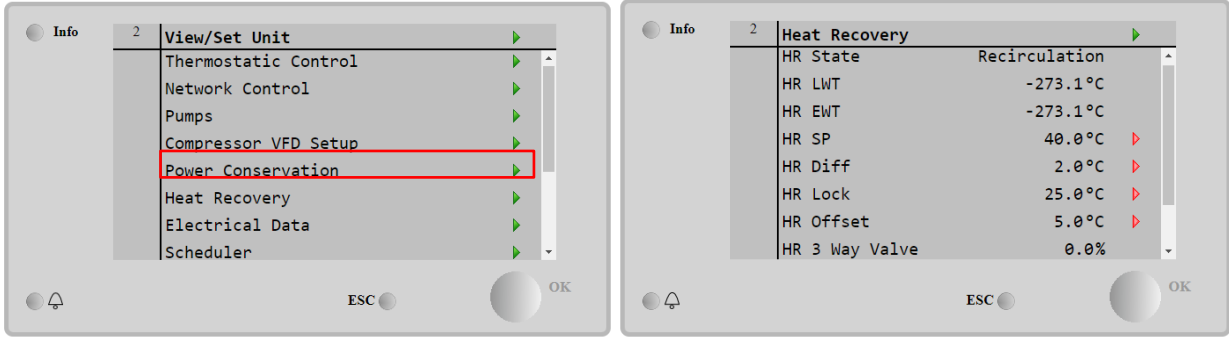 Info
2
View/Set Unit
Thermostatic Control
Network Control
Pumps
Compressor VFD Setup
Power Conservation
Heat Recovery
Electrical Data
Scheduler
ESC
OK
Info
2
Heat Recovery
HR State Recirculation
HR LWT -273.1°C
HR EWT -273.1°C
HR SP 40.0°C
HR Diff 2.0°C
HR Lock 25.0°C
HR Offset 5.0°C
HR 3 Way Valve 0.0%
ESC
OK